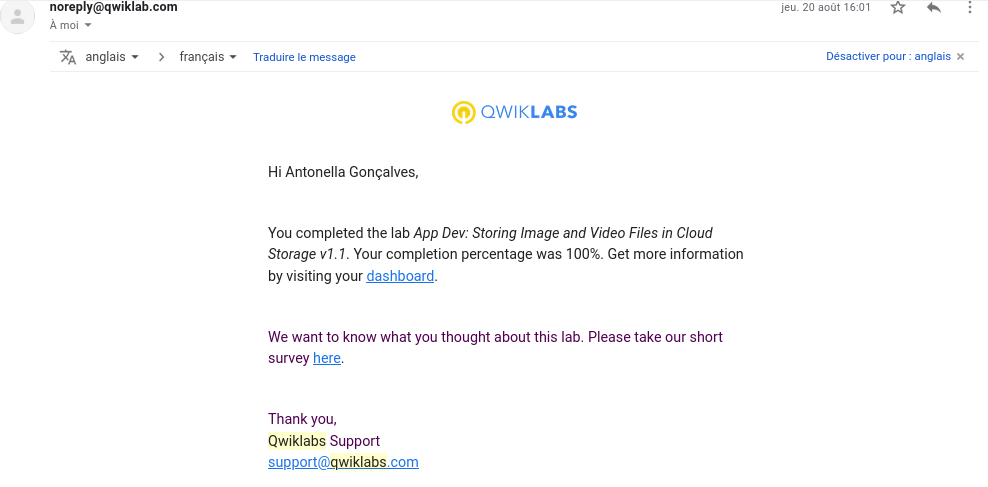 noreply@qwiklab.com
jeu. 20 août 16:01
À moi
anglais
français
Traduire le message
Désactiver pour : anglais
QWIKLABS
Hi Antonella Gonçalves,
You completed the lab App Dev: Storing Image and Video Files in Cloud
Storage v1.1. Your completion percentage was 100%. Get more information
by visiting your dashboard.
We want to know what you thought about this lab. Please take our short
survey here.
Thank you,
Qwiklabs Support
support@qwiklabs.com